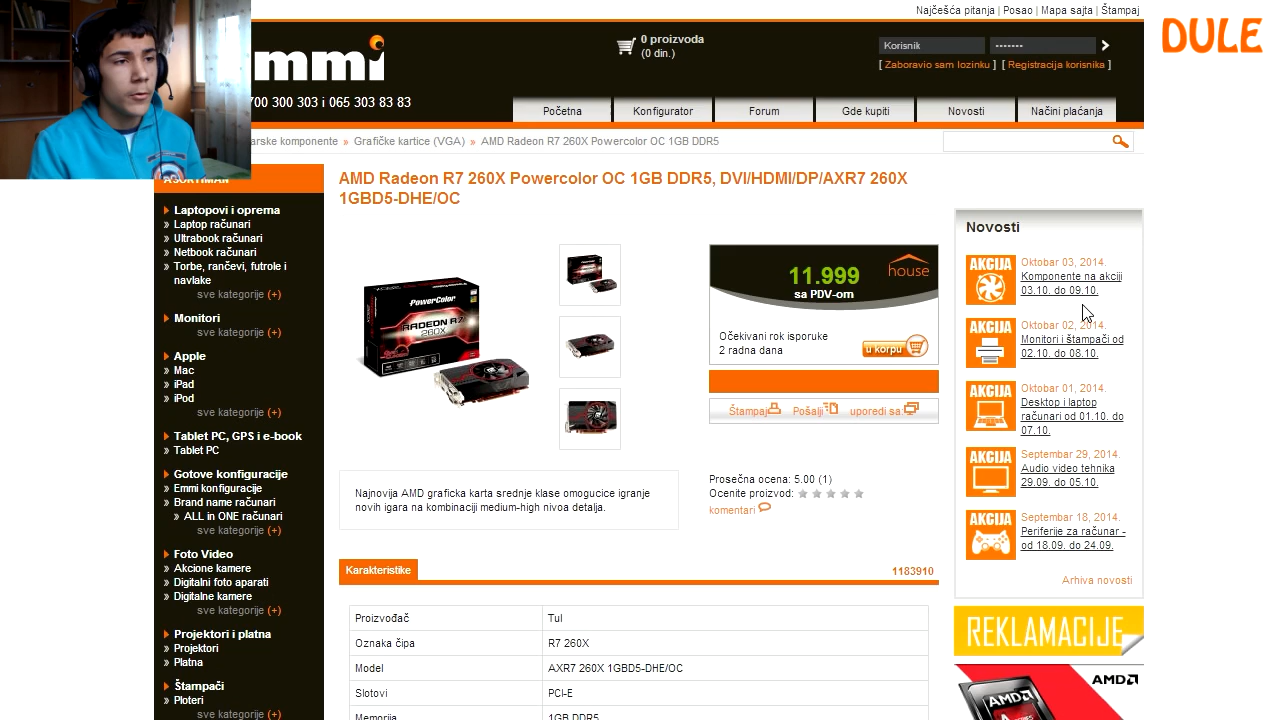 Najčešća pitanja | Posao | Mapa sajta | Štampaj
DULE
mmi
0 proizvoda
(0 din.)
Korisnik
•••••••
[ Zaboravio sam lozinku ] [ Registracija korisnika ]
700 300 303 i 065 303 83 83
Početna
Konfigurator
Forum
Gde kupiti
Novosti
Načini plaćanja
arske komponente » Grafičke kartice (VGA) » AMD Radeon R7 260X Powercolor OC 1GB DDR5
ASORTIMAN
Laptopovi i oprema
» Laptop računari
» Ultrabook računari
» Netbook računari
» Torbe, rančevi, futrole i
navlake
sve kategorije (+)
Monitori
sve kategorije (+)
Apple
» Mac
» iPad
» iPod
sve kategorije (+)
Tablet PC, GPS i e-book
» Tablet PC
Gotove konfiguracije
» Emmi konfiguracije
» Brand name računari
» ALL in ONE računari
sve kategorije (+)
Foto Video
» Akcione kamere
» Digitalni foto aparati
» Digitalne kamere
sve kategorije (+)
Projektori i platna
» Projektori
» Platna
Štampači
» Ploteri
sve kategorije (+)
AMD Radeon R7 260X Powercolor OC 1GB DDR5, DVI/HDMI/DP/AXR7 260X
1GBD5-DHE/OC
PowerColor
RADEON R7
260X
11.999
sa PDV-om
house
Očekivani rok isporuke
2 radna dana
u korpu
Štampaj
Pošalji
uporedi sa
Najnovija AMD graficka karta srednje klase omogucice igranje
novih igara na kombinaciji medium-high nivoa detalja.
Prosečna ocena: 5.00 (1)
Ocenite proizvod:
komentari
Karakteristike
1183910
Proizvođač Tul
Oznaka čipa R7 260X
Model AXR7 260X 1GBD5-DHE/OC
Slotovi PCI-E
Memorija 1GB DDR5
Novosti
AKCIJA
Oktobar 03, 2014.
Komponente na akciji
03.10. do 09.10.
AKCIJA
Oktobar 02, 2014.
Monitori i štampači od
02.10. do 08.10.
AKCIJA
Oktobar 01, 2014.
Desktop i laptop
računari od 01.10. do
07.10.
AKCIJA
Septembar 29, 2014.
Audio video tehnika
29.09. do 05.10.
AKCIJA
Septembar 18, 2014.
Periferije za računar -
od 18.09. do 24.09.
Arhiva novosti
REKLAMACIJE
AMD
AMD